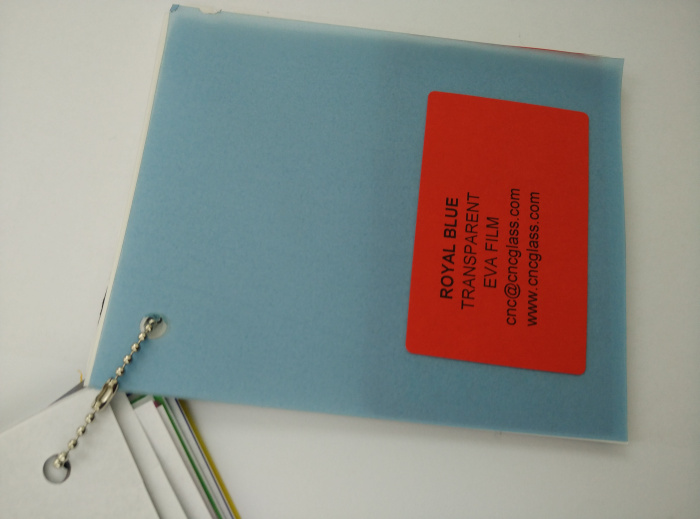 ROYAL BLUE
TRANSPARENT
EVA FILM
cnc@cncglass.com
www.cncglass.com